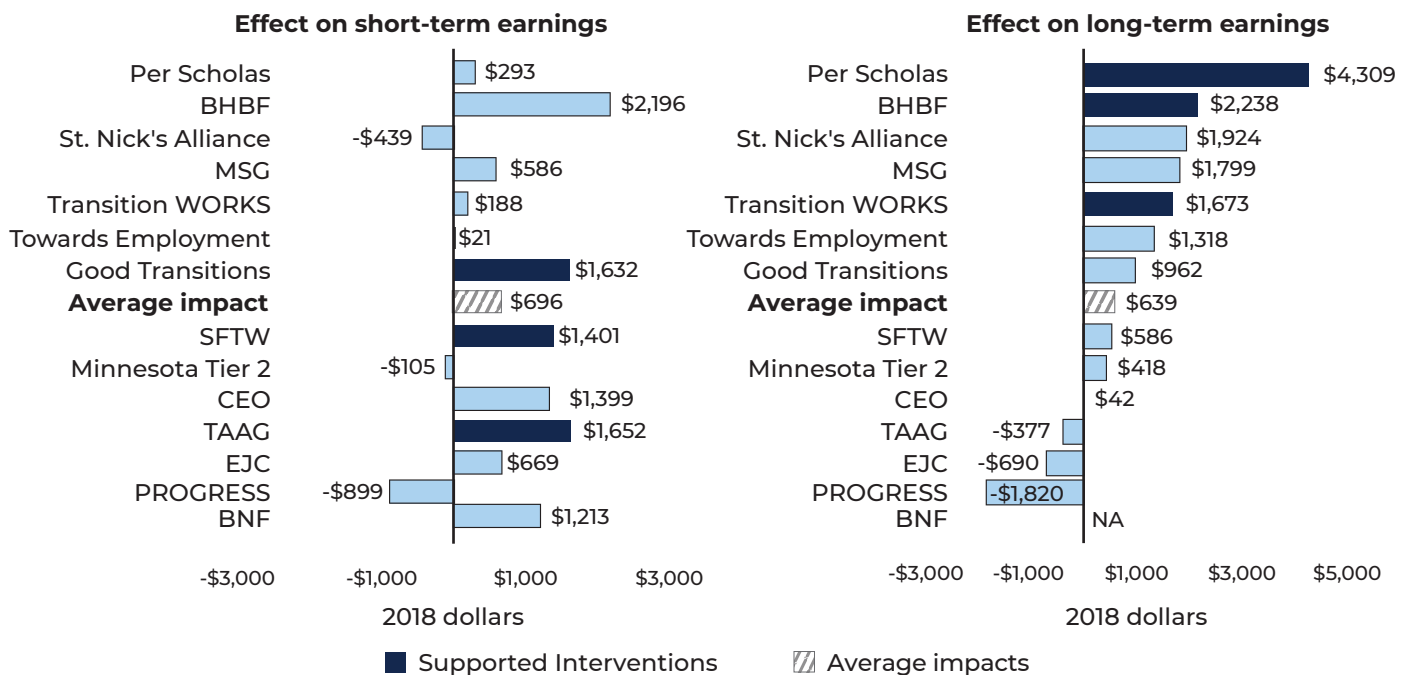 Effect on short-term earnings
Per Scholas $293
BHBF $2,196
St. Nick's Alliance -$439
MSG $586
Transition WORKS $188
Towards Employment $21
Good Transitions $1,632
Average impact $696
SFTW $1,401
Minnesota Tier 2 -$105
CEO $1,399
TAAG $1,652
EJC $669
PROGRESS -$899
BNF $1,213
-$3,000 -$1,000 $1,000 $3,000
2018 dollars
Effect on long-term earnings
Per Scholas $4,309
BHBF $2,238
St. Nick's Alliance $1,924
MSG $1,799
Transition WORKS $1,673
Towards Employment $1,318
Good Transitions $962
Average impact $639
SFTW $586
Minnesota Tier 2 $418
CEO $42
TAAG -$377
EJC -$690
PROGRESS -$1,820
BNF NA
-$3,000 -$1,000 $1,000 $3,000 $5,000
2018 dollars
Supported Interventions Average impacts